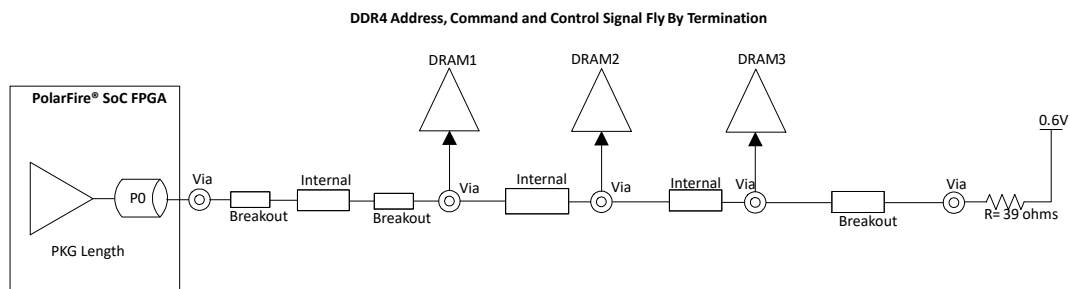 DDR4 Address, Command and Control Signal Fly By Termination
DRAM1
DRAM2
DRAM3
PolarFire® SoC FPGA
0.6V
P0
Via
Breakout
Internal
Breakout
Via
Internal
Via
Internal
Via
Breakout
Via
R= 39 ohms
PKG Length